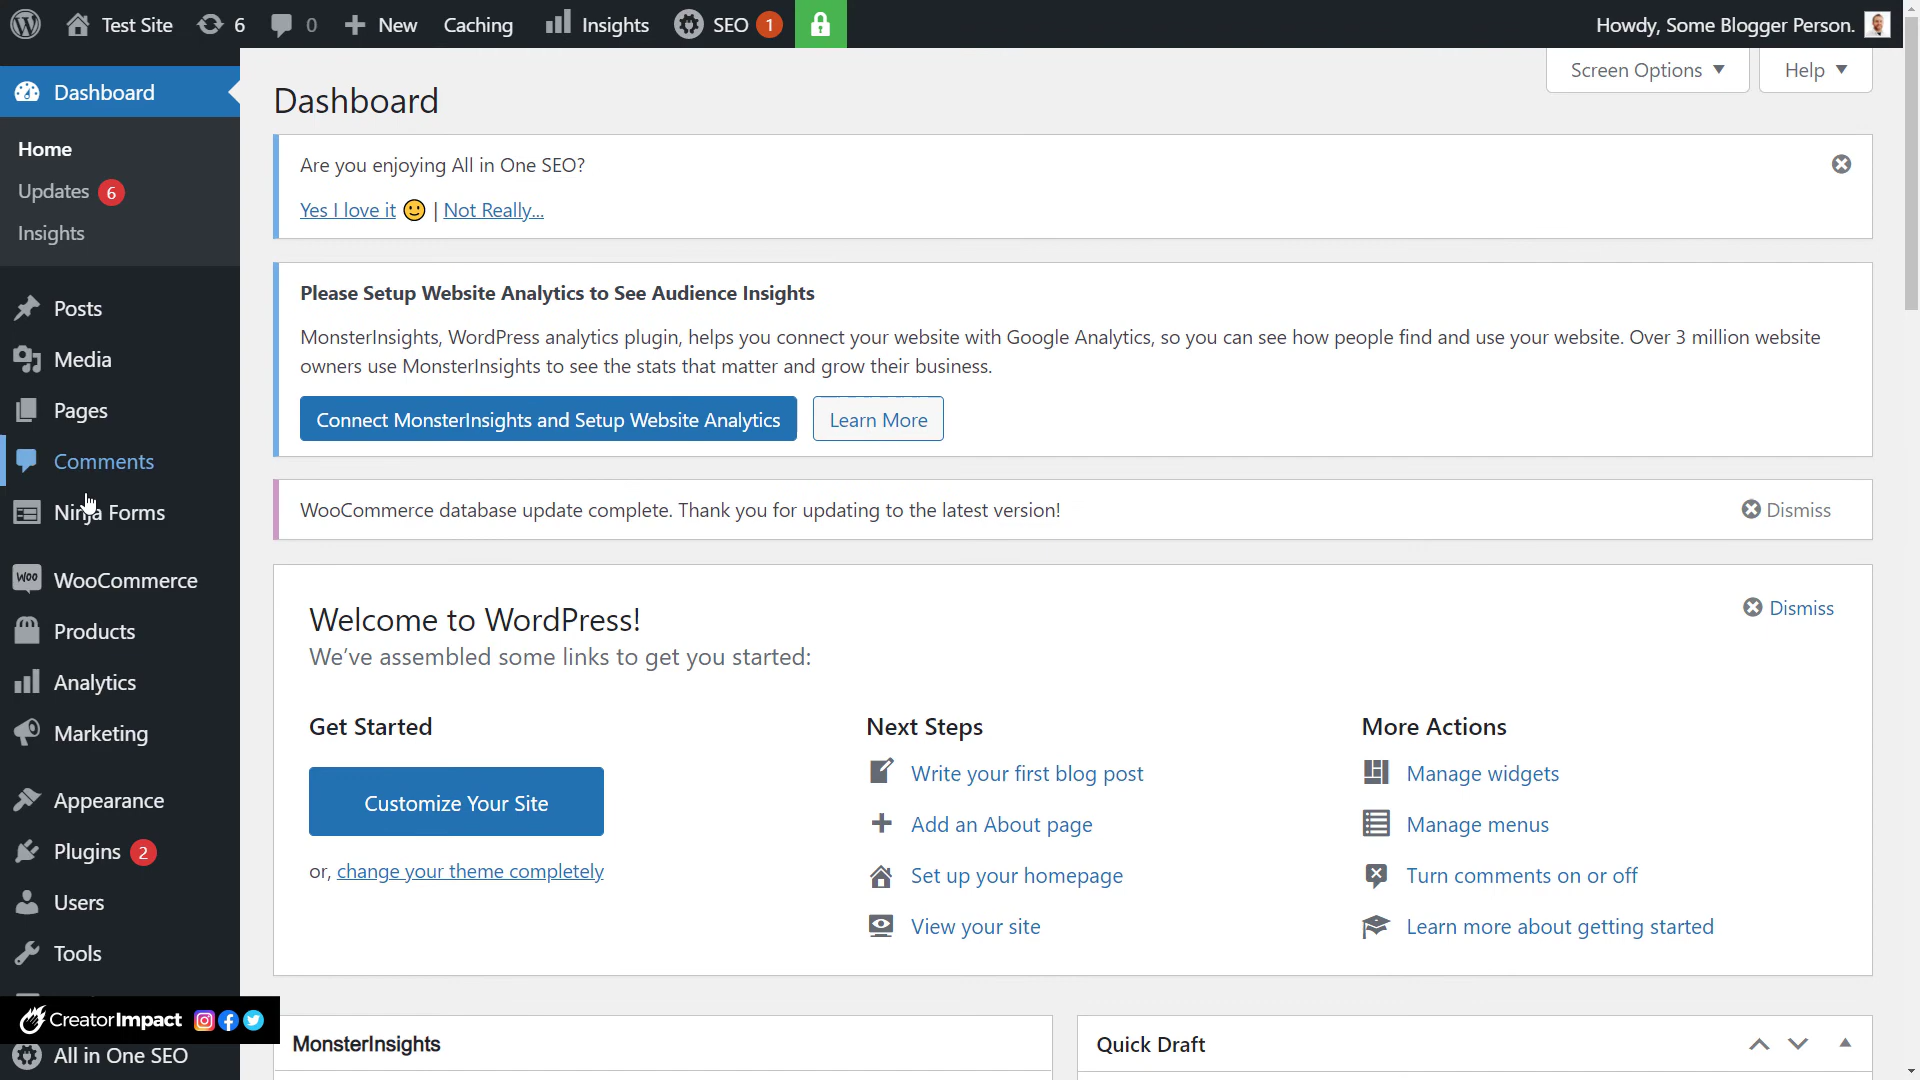 Test Site
6
0
New
Caching
Insights
SEO
1
Howdy, Some Blogger Person.
Screen Options
Help
Dashboard
Home
Updates 6
Insights
Posts
Media
Pages
Comments
Ninja Forms
Woo
WooCommerce
Products
Analytics
Marketing
Appearance
Plugins 2
Users
Tools
CreatorImpact
All in One SEO
Dashboard
Are you enjoying All in One SEO?
Yes I love it 🙂 | Not Really...
Please Setup Website Analytics to See Audience Insights
MonsterInsights, WordPress analytics plugin, helps you connect your website with Google Analytics, so you can see how people find and use your website. Over 3 million website
owners use MonsterInsights to see the stats that matter and grow their business.
Connect MonsterInsights and Setup Website Analytics
Learn More
WooCommerce database update complete. Thank you for updating to the latest version!
Dismiss
Welcome to WordPress!
Dismiss
We've assembled some links to get you started:
Get Started
Customize Your Site
or, change your theme completely
Next Steps
Write your first blog post
Add an About page
Set up your homepage
View your site
More Actions
Manage widgets
Manage menus
Turn comments on or off
Learn more about getting started
MonsterInsights
Quick Draft